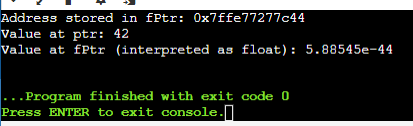 Address stored in fPtr: 0x7ffe77277c44
Value at ptr: 42
Value at fPtr (interpreted as float): 5.88545e-44
...Program finished with exit code 0
Press ENTER to exit console.